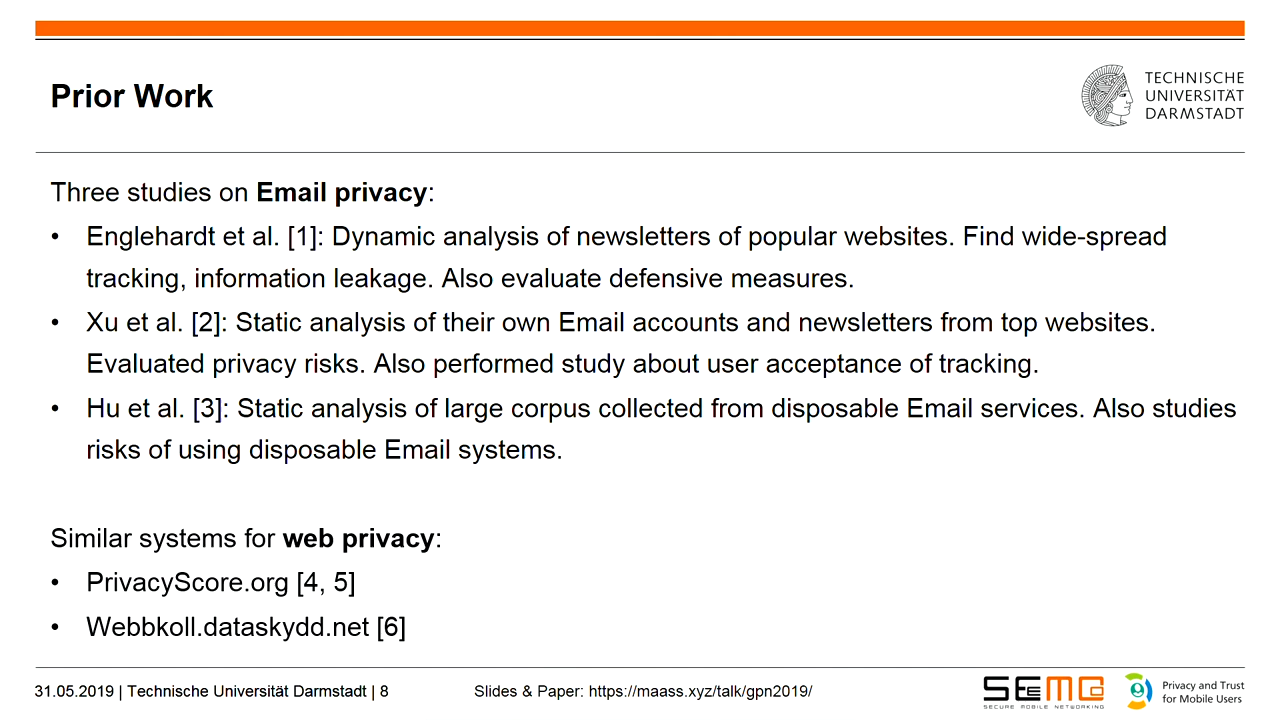 Prior Work
TECHNISCHE
UNIVERSITÄT
DARMSTADT
Three studies on Email privacy:
• Englehardt et al. [1]: Dynamic analysis of newsletters of popular websites. Find wide-spread
tracking, information leakage. Also evaluate defensive measures.
• Xu et al. [2]: Static analysis of their own Email accounts and newsletters from top websites.
Evaluated privacy risks. Also performed study about user acceptance of tracking.
• Hu et al. [3]: Static analysis of large corpus collected from disposable Email services. Also studies
risks of using disposable Email systems.
Similar systems for web privacy:
• PrivacyScore.org [4, 5]
• Webbkoll.dataskydd.net [6]
31.05.2019 | Technische Universität Darmstadt | 8
Slides & Paper: https://maass.xyz/talk/gpn2019/
SEEMOO
SECURE MOBILE NETWORKING
Privacy and Trust
for Mobile Users